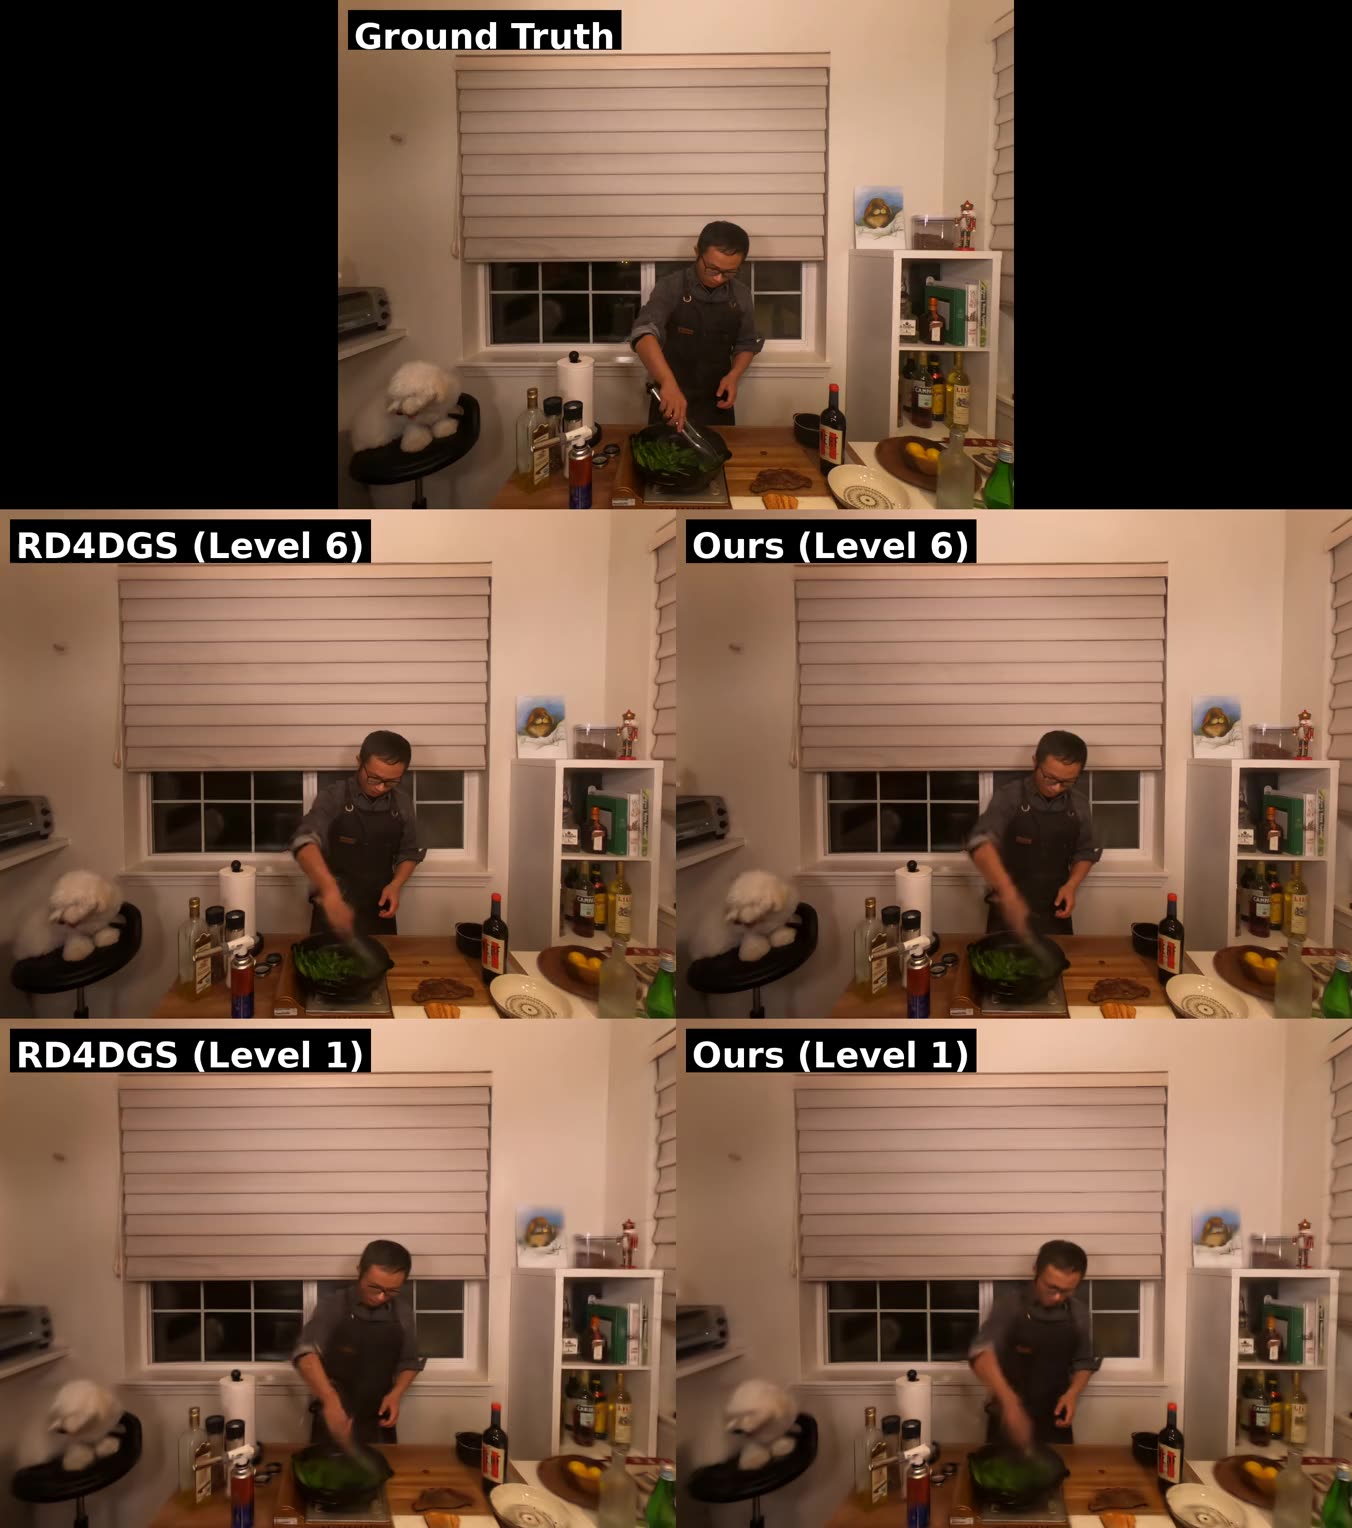 Ground Truth
RD4DGS (Level 6)
Ours (Level 6)
RD4DGS (Level 1)
Ours (Level 1)